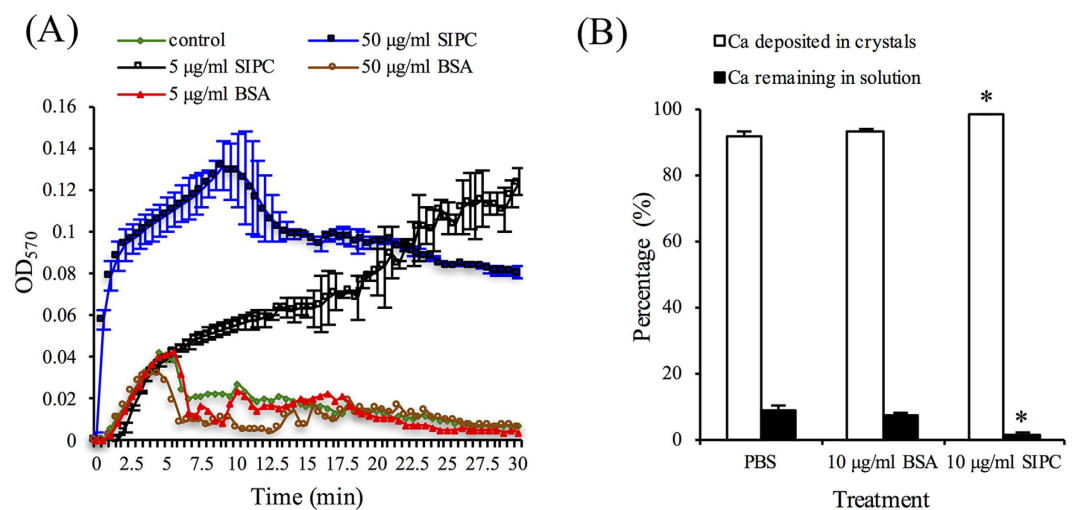 (A)
control
50 μg/ml SIPC
5 μg/ml SIPC
50 μg/ml BSA
5 μg/ml BSA
OD570
0.16
0.14
0.12
0.1
0.08
0.06
0.04
0.02
0
0 2.5 5 7.5 10 12.5 15 17.5 20 22.5 25 27.5 30
Time (min)
(B)
Ca deposited in crystals
Ca remaining in solution
Percentage (%)
100
80
60
40
20
0
*
*
PBS 10 μg/ml BSA 10 μg/ml SIPC
Treatment